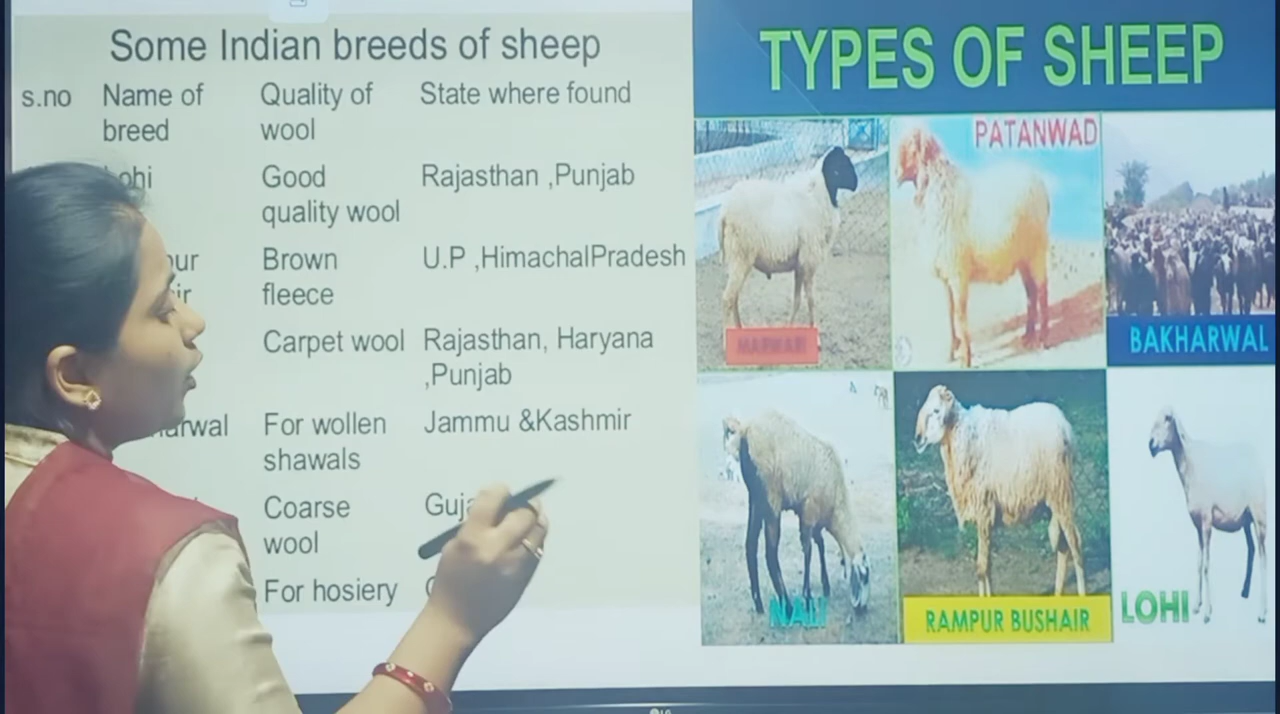 Some Indian breeds of sheep
s.no Name of Quality of State where found
breed wool
Good Rajasthan ,Punjab
quality wool
Brown U.P ,HimachalPradesh
fleece
Carpet wool Rajasthan, Haryana
,Punjab
For wollen Jammu &Kashmir
shawals
Coarse
wool
For hosiery
TYPES OF SHEEP
PATANWAD
BAKHARWAL
NALI
RAMPUR BUSHAIR
LOHI
LG